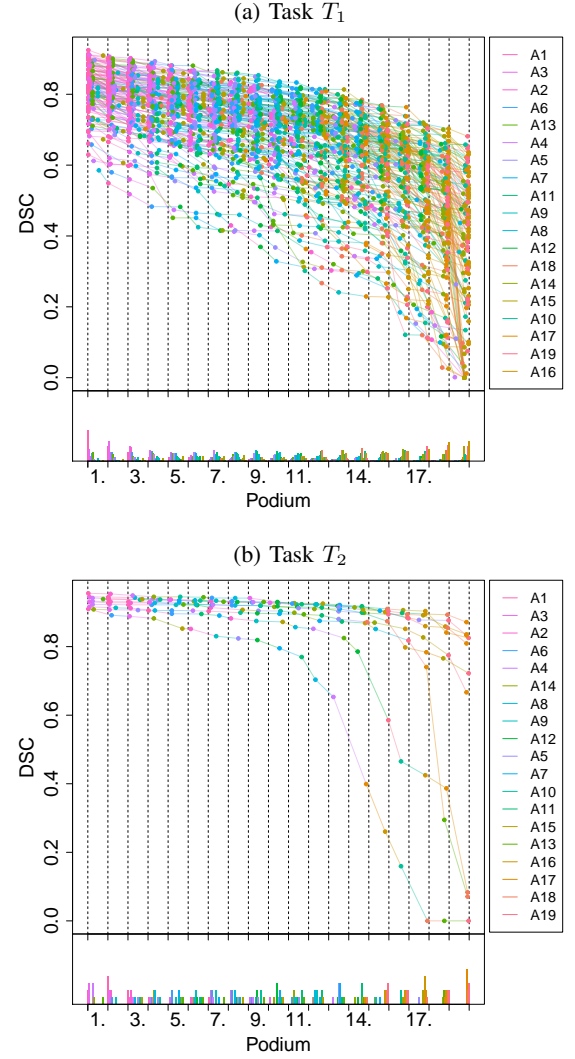 (a) Task T1
DSC
0.0
0.2
0.4
0.6
0.8
1. 3. 5. 7. 9. 11. 14. 17.
Podium
A1
A3
A2
A6
A13
A4
A5
A7
A11
A9
A8
A12
A18
A14
A15
A10
A17
A19
A16
(b) Task T2
DSC
0.0
0.2
0.4
0.6
0.8
1. 3. 5. 7. 9. 11. 14. 17.
Podium
A1
A3
A2
A6
A4
A14
A8
A9
A12
A5
A7
A10
A11
A15
A13
A16
A17
A18
A19